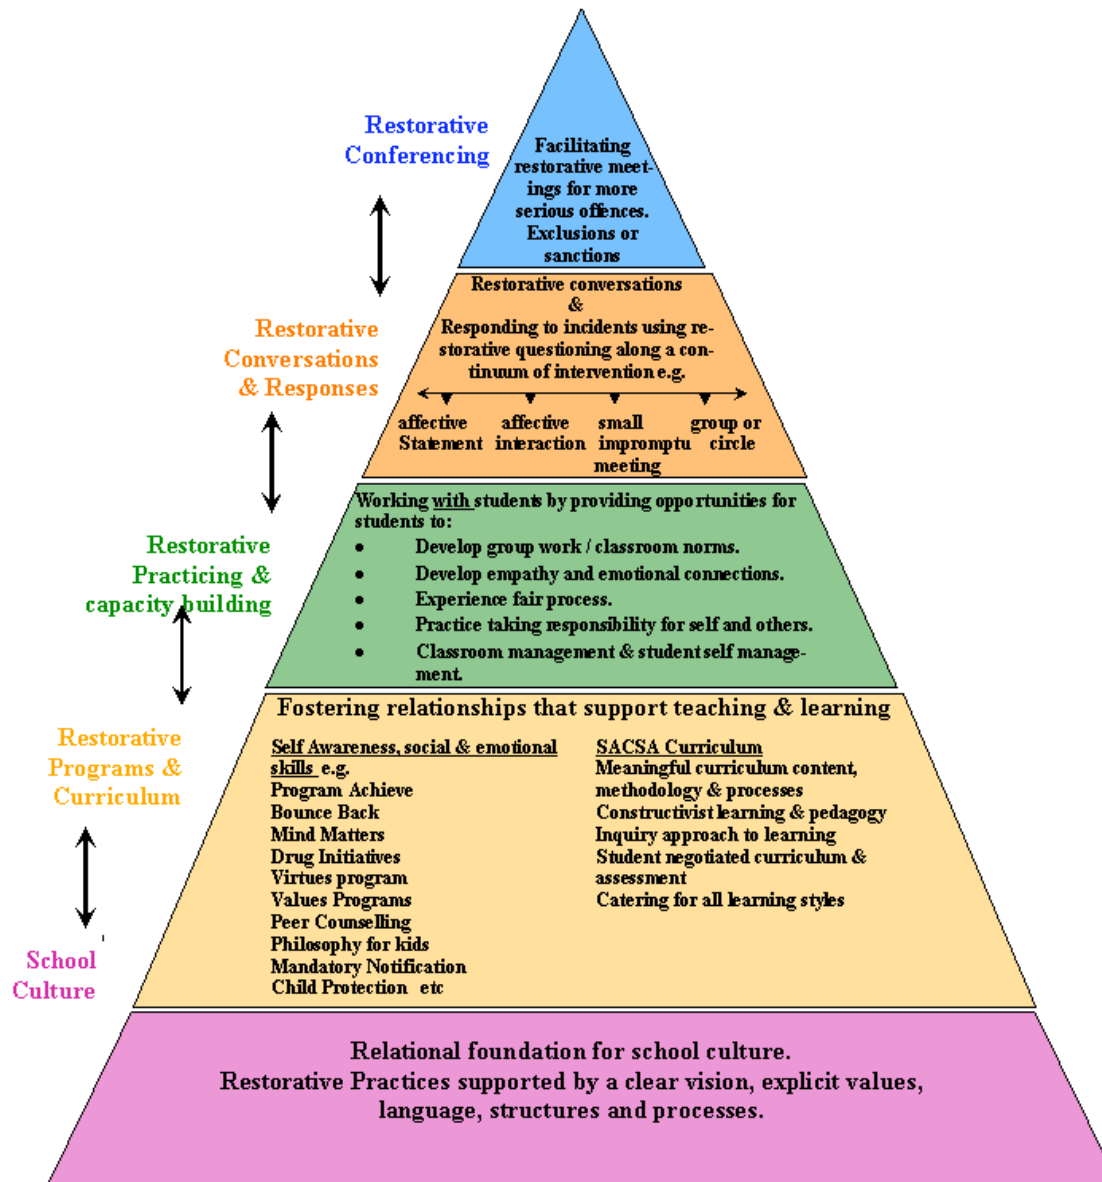 Restorative
Conferencing
Facilitating
restorative meet-
ings for more
serious offences.
Exclusions or
sanctions
Restorative
Conversations
& Responses
Restorative conversations
&
Responding to incidents using re-
storative questioning along a con-
tinuum of intervention e.g.
affective
Statement
affective
interaction
small
impromptu
meeting
group or
circle
Restorative
Practicing &
capacity building
Working with students by providing opportunities for
students to:
• Develop group work / classroom norms.
• Develop empathy and emotional connections.
• Experience fair process.
• Practice taking responsibility for self and others.
• Classroom management & student self manage-
ment.
Restorative
Programs &
Curriculum
Fostering relationships that support teaching & learning
Self Awareness, social & emotional
skills e.g.
Program Achieve
Bounce Back
Mind Matters
Drug Initiatives
Virtues program
Values Programs
Peer Counselling
Philosophy for kids
Mandatory Notification
Child Protection etc
SACSA Curriculum
Meaningful curriculum content,
methodology & processes
Constructivist learning & pedagogy
Inquiry approach to learning
Student negotiated curriculum &
assessment
Catering for all learning styles
School
Culture
Relational foundation for school culture.
Restorative Practices supported by a clear vision, explicit values,
language, structures and processes.